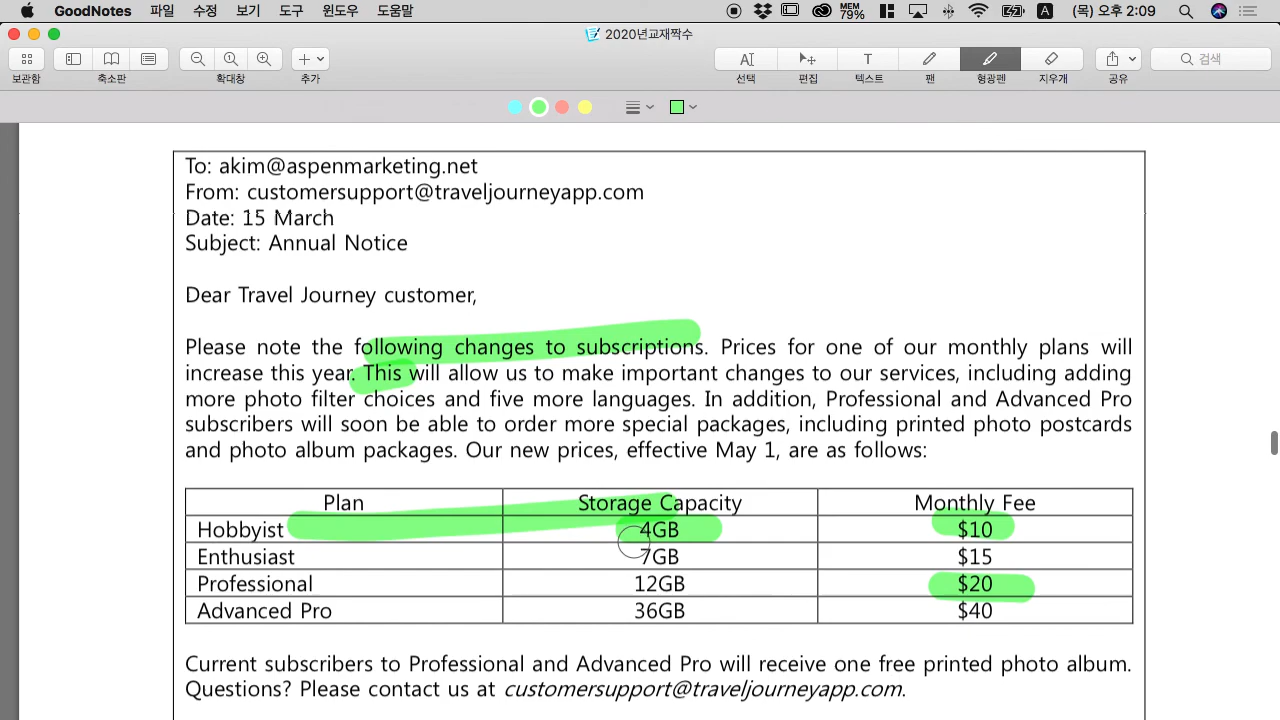 GoodNotes 파일 수정 보기 도구 윈도우 도움말 MEM 79% A (목) 오후 2:09
2020년교재짝수
보관함 축소판 확대창 추가 선택 편집 T 텍스트 펜 형광펜 지우개 공유 검색
To: akim@aspenmarketing.net
From: customersupport@traveljourneyapp.com
Date: 15 March
Subject: Annual Notice
Dear Travel Journey customer,
Please note the following changes to subscriptions. Prices for one of our monthly plans will
increase this year. This will allow us to make important changes to our services, including adding
more photo filter choices and five more languages. In addition, Professional and Advanced Pro
subscribers will soon be able to order more special packages, including printed photo postcards
and photo album packages. Our new prices, effective May 1, are as follows:
Plan Storage Capacity Monthly Fee
Hobbyist 4GB $10
Enthusiast 7GB $15
Professional 12GB $20
Advanced Pro 36GB $40
Current subscribers to Professional and Advanced Pro will receive one free printed photo album.
Questions? Please contact us at customersupport@traveljourneyapp.com.